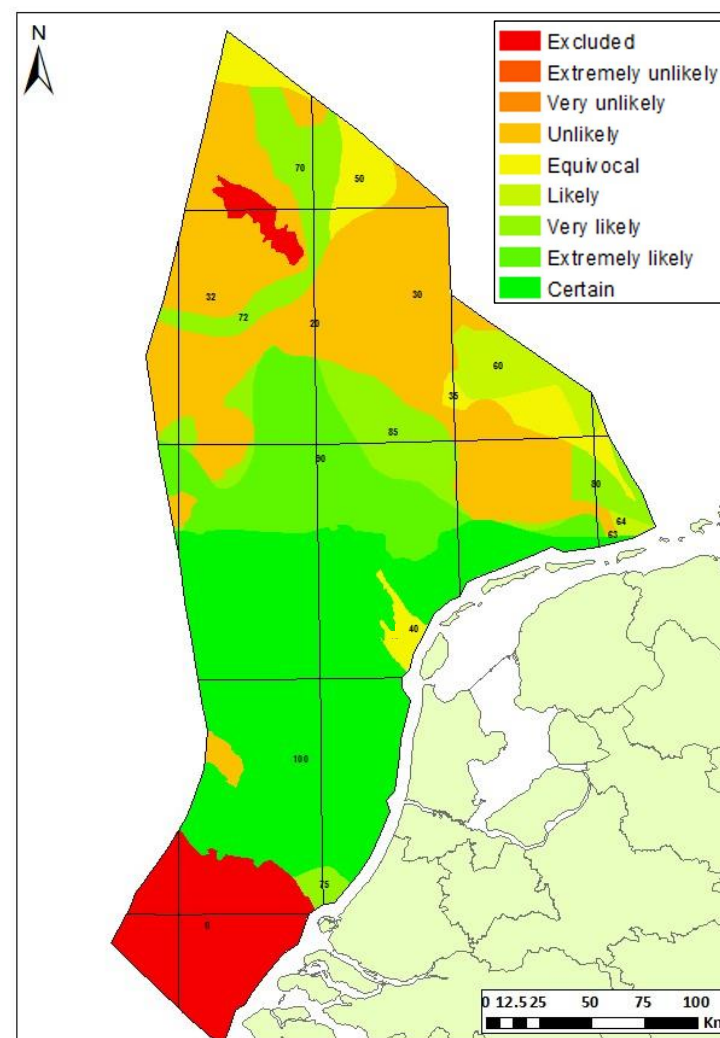 N
Excluded
Extremely unlikely
Very unlikely
Unlikely
Equivocal
Likely
Very likely
Extremely likely
Certain
70
50
32
30
72
20
60
35
85
90
80
64
63
40
100
75
0
0 12.5 25 50 75 100
Km